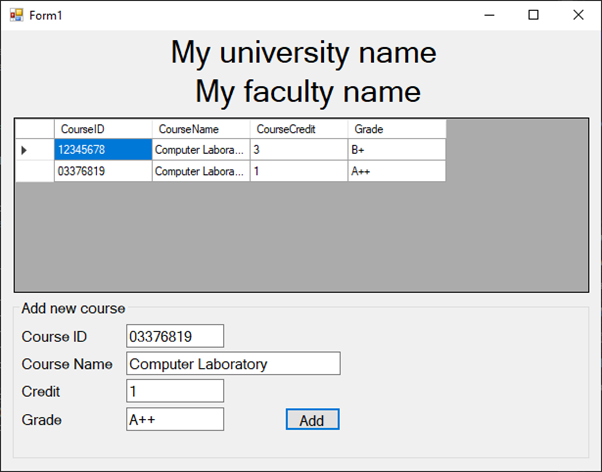 Form1
My university name
My faculty name
CourseID CourseName CourseCredit Grade
12345678 Computer Labora... 3 B+
03376819 Computer Labora... 1 A++
Add new course
Course ID 03376819
Course Name Computer Laboratory
Credit 1
Grade A++ Add